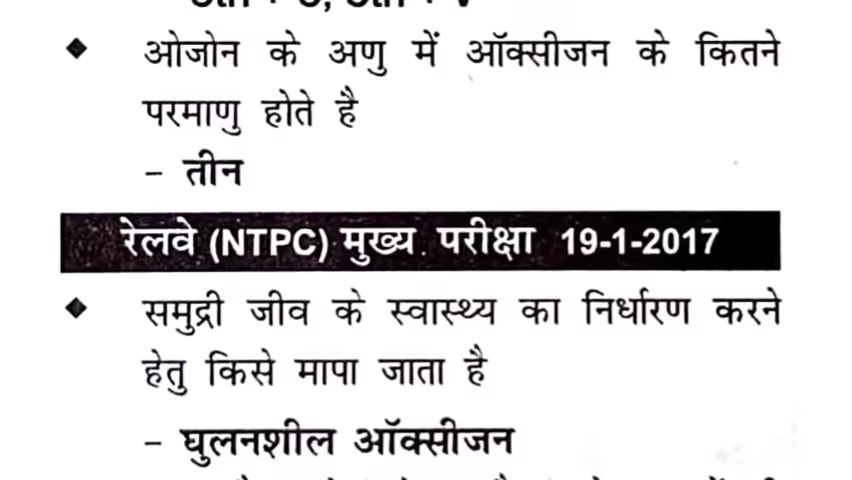 ओजोन के अणु में ऑक्सीजन के कितने
परमाणु होते है
– तीन
रेलवे (NTPC) मुख्य परीक्षा 19-1-2017
समुद्री जीव के स्वास्थ्य का निर्धारण करने
हेतु किसे मापा जाता है
– घुलनशील ऑक्सीजन